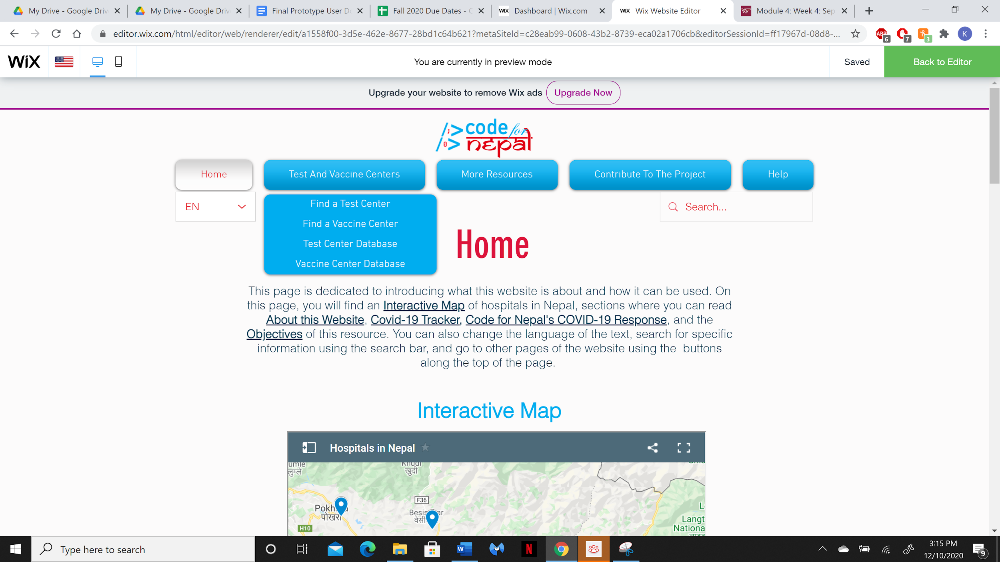 My Drive - Google Driv
My Drive - Google Driv
Final Prototype User D
Fall 2020 Due Dates - G
WIX Dashboard | Wix.com
WIX Wix Website Editor
VT Module 4: Week 4: Sep
editor.wix.com/html/editor/web/renderer/edit/a1558f00-3d5e-462e-8677-28bd1c64b621?metaSiteId=c28eab99-0608-43b2-8739-eca02a1706cb&editorSessionId=ff17967d-08d8-...
ABP 6 7 3 K
WiX
You are currently in preview mode
Saved
Back to Editor
Upgrade your website to remove Wix ads Upgrade Now
code for
nepal
Home
Test And Vaccine Centers
More Resources
Contribute To The Project
Help
EN
Search...
Find a Test Center
Find a Vaccine Center
Test Center Database
Vaccine Center Database
Home
This page is dedicated to introducing what this website is about and how it can be used. On
this page, you will find an Interactive Map of hospitals in Nepal, sections where you can read
About this Website, Covid-19 Tracker, Code for Nepal's COVID-19 Response, and the
Objectives of this resource. You can also change the language of the text, search for specific
information using the search bar, and go to other pages of the website using the  buttons
along the top of the page.
Interactive Map
Hospitals in Nepal
umle
लुम्ले
Khudi
खुदी
F36
पोखरा
H10
Langt
Nationa
Type here to search
3:15 PM
12/10/2020
9